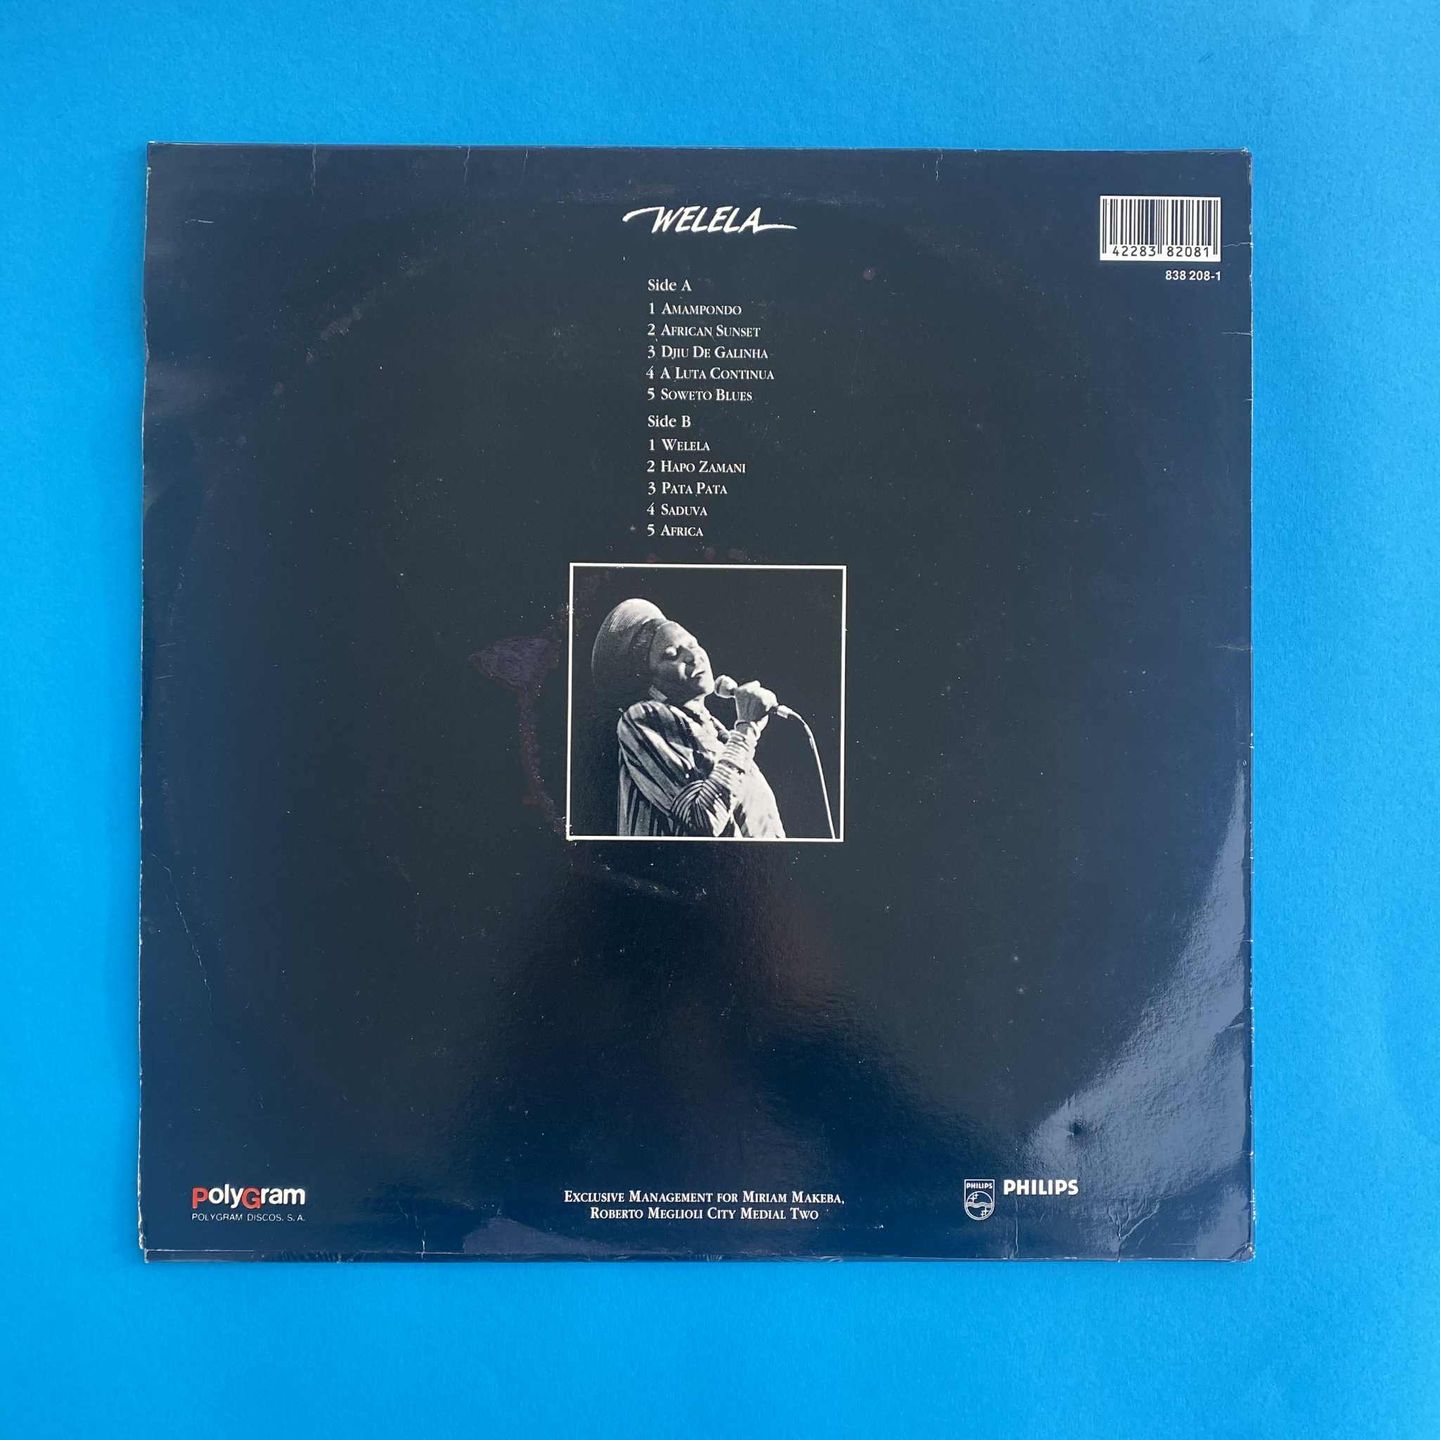 WELELA
42283 82081
838 208-1
Side A
1 AMAMPONDO
2 AFRICAN SUNSET
3 DJIU DE GALINHA
4 A LUTA CONTINUA
5 SOWETO BLUES
Side B
1 WELELA
2 HAPO ZAMANI
3 PATA PATA
4 SADUVA
5 AFRICA
PolyGram
POLYGRAM DISCOS, S.A.
EXCLUSIVE MANAGEMENT FOR MIRIAM MAKEBA,
ROBERTO MEGLIOLI CITY MEDIAL TWO
PHILIPS
PHILIPS